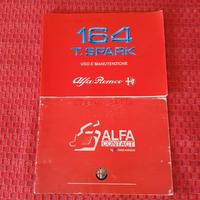 164
T. SPARK
USO E MANUTENZIONE
Alfa Romeo
ALFA
CONTACT